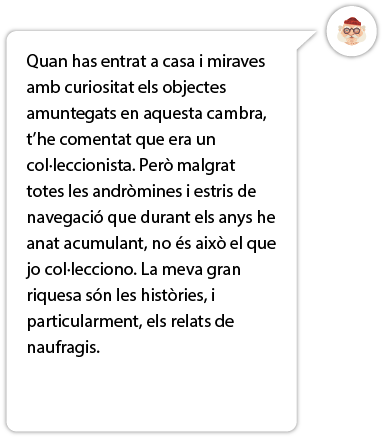 Quan has entrat a casa i miraves
amb curiositat els objectes
amuntegats en aquesta cambra,
t’he comentat que era un
col·leccionista. Però malgrat
totes les andròmines i estris de
navegació que durant els anys he
anat acumulant, no és això el que
jo col·lecciono. La meva gran
riquesa són les històries, i
particularment, els relats de
naufragis.